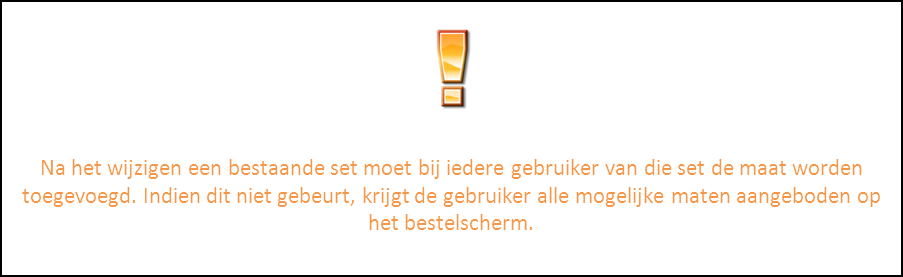 Na het wijzigen een bestaande set moet bij iedere gebruiker van die set de maat worden
toegevoegd. Indien dit niet gebeurt, krijgt de gebruiker alle mogelijke maten aangeboden op
het bestelscherm.